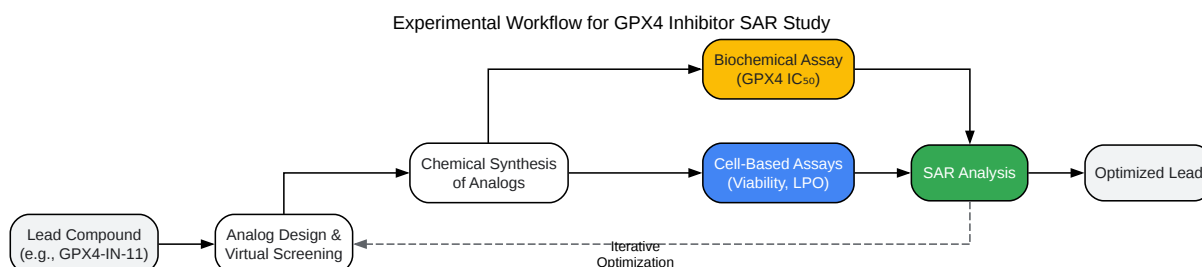 Experimental Workflow for GPX4 Inhibitor SAR Study
Biochemical Assay
(GPX4 IC₅₀)
Chemical Synthesis
of Analogs
Cell-Based Assays
(Viability, LPO)
SAR Analysis
Optimized Lead
Lead Compound
(e.g., GPX4-IN-11)
Analog Design &
Virtual Screening
Iterative
Optimization